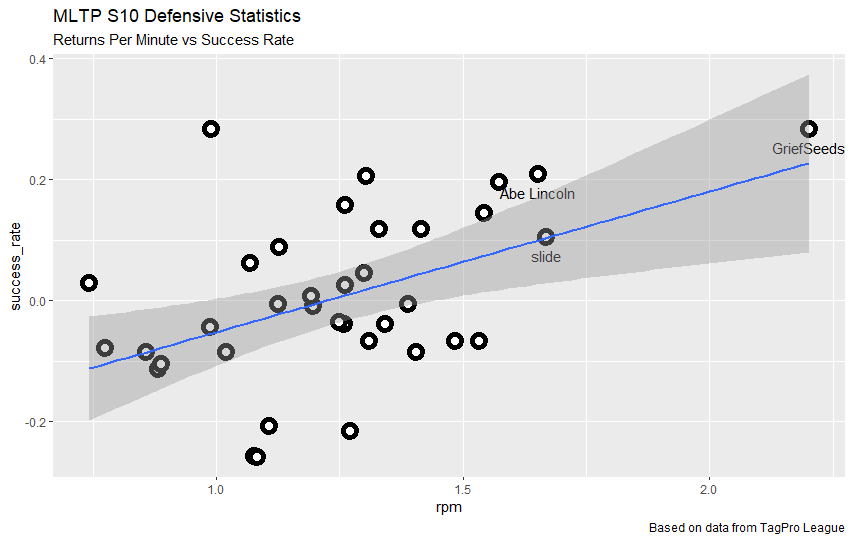 MLTP S10 Defensive Statistics
Returns Per Minute vs Success Rate
0.4
0.2
0.0
-0.2
success_rate
GriefSeeds
Abe Lincoln
slide
1.0 1.5 2.0
rpm
Based on data from TagPro League